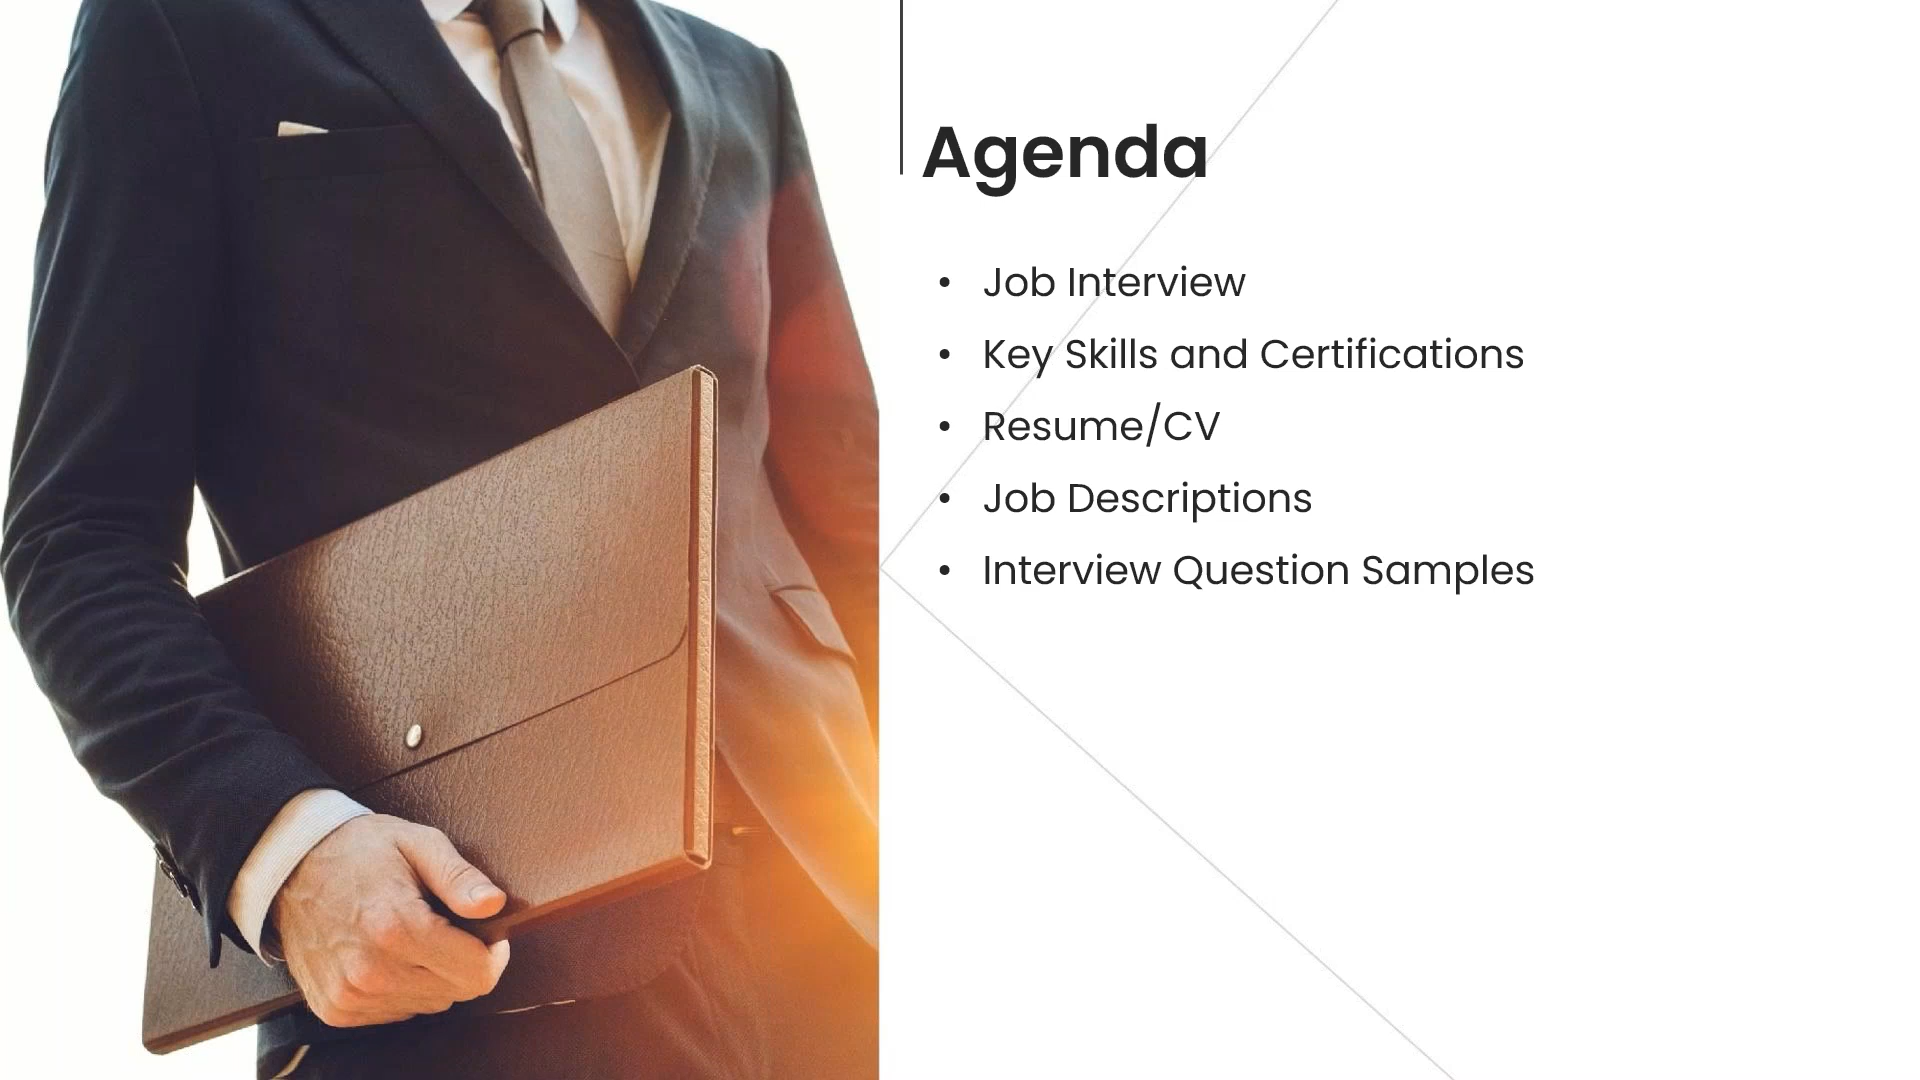 Agenda
• Job Interview
• Key Skills and Certifications
• Resume/CV
• Job Descriptions
• Interview Question Samples